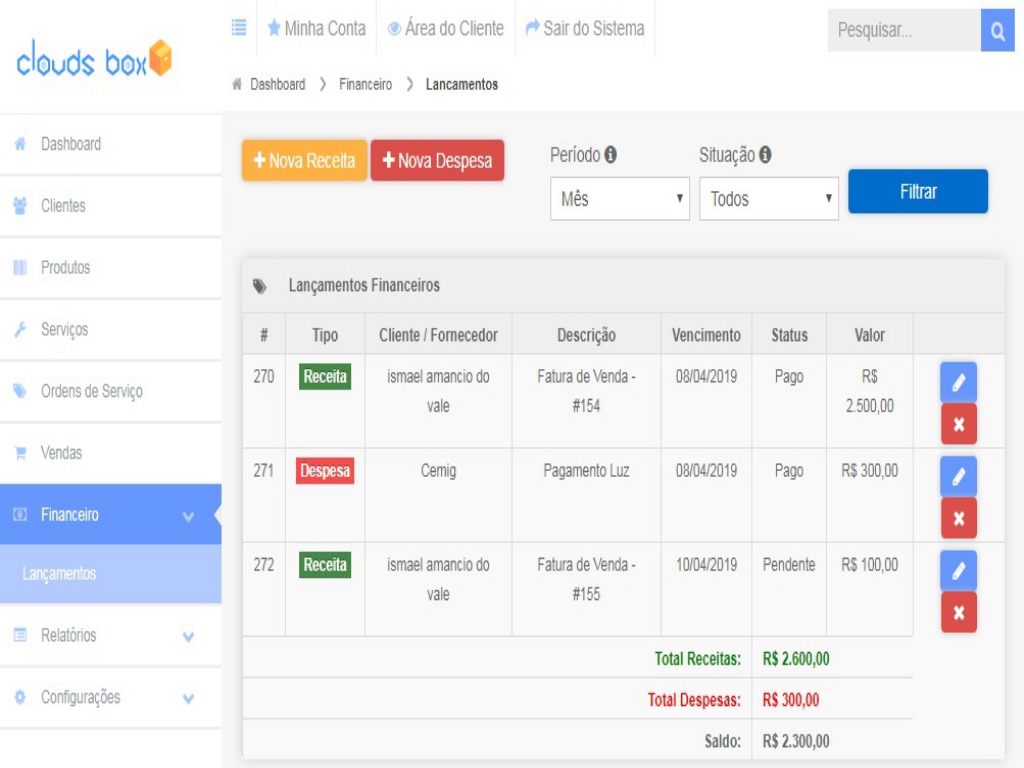 clouds box
Minha Conta
Área do Cliente
Sair do Sistema
Pesquisar...
Dashboard
Financeiro
Lancamentos
Dashboard
Clientes
Produtos
Serviços
Ordens de Serviço
Vendas
Financeiro
Lançamentos
Relatórios
Configurações
Nova Receita
Nova Despesa
Período
Mês
Situação
Todos
Filtrar
Lançamentos Financeiros
# Tipo Cliente / Fornecedor Descrição Vencimento Status Valor
270 Receita ismael amancio do Fatura de Venda - 08/04/2019 Pago R$
vale #154 2.500,00
271 Despesa Cemig Pagamento Luz 08/04/2019 Pago R$ 300,00
272 Receita ismael amancio do Fatura de Venda - 10/04/2019 Pendente R$ 100,00
vale #155
Total Receitas: R$ 2.600,00
Total Despesas: R$ 300,00
Saldo: R$ 2.300,00